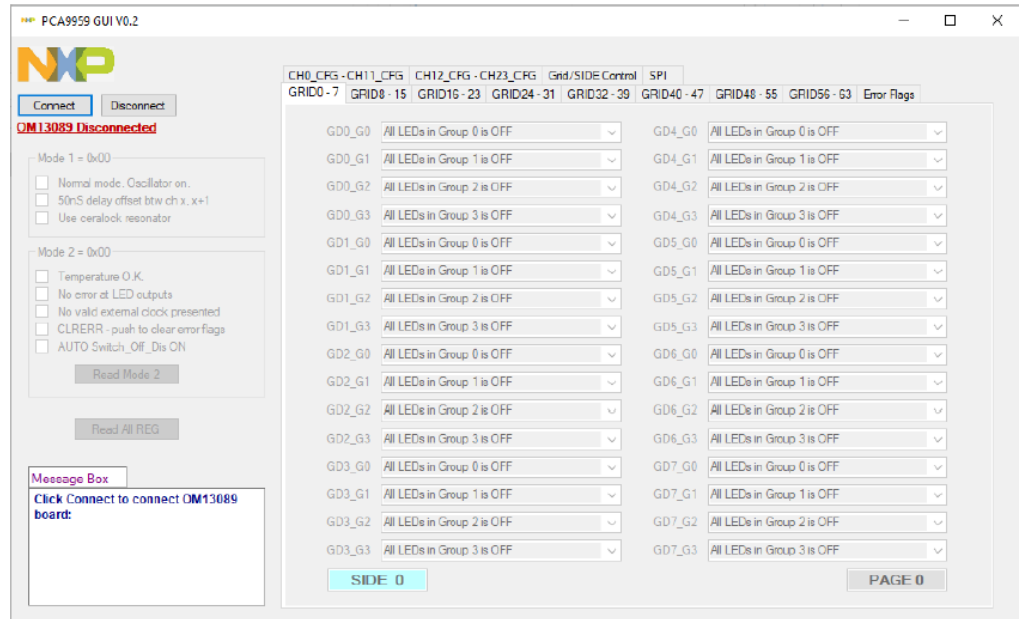 PCA9959 GUI V0.2
NXP
Connect Disconnect
OM13089 Disconnected
Mode 1 = 0x00
Normal mode. Oscillator on.
50nS delay offset btw ch x, x+1
Use ceralock resonator
Mode 2 = 0x00
Temperature O.K.
No error at LED outputs
No valid external clock presented
CLRERR - push to clear error flags
AUTO Switch_Off_Dis ON
Read Mode 2
Read All REG
Message Box
Click Connect to connect OM13089
board:
CH0_CFG - CH11_CFG CH12_CFG - CH23_CFG Grid/SIDE Control SPI
GRID0 - 7 GRID8 - 15 GRID16 - 23 GRID24 - 31 GRID32 - 39 GRID40 - 47 GRID48 - 55 GRID56 - 63 Error Flags
GD0_G0 All LEDs in Group 0 is OFF GD4_G0 All LEDs in Group 0 is OFF
GD0_G1 All LEDs in Group 1 is OFF GD4_G1 All LEDs in Group 1 is OFF
GD0_G2 All LEDs in Group 2 is OFF GD4_G2 All LEDs in Group 2 is OFF
GD0_G3 All LEDs in Group 3 is OFF GD4_G3 All LEDs in Group 3 is OFF
GD1_G0 All LEDs in Group 0 is OFF GD5_G0 All LEDs in Group 0 is OFF
GD1_G1 All LEDs in Group 1 is OFF GD5_G1 All LEDs in Group 1 is OFF
GD1_G2 All LEDs in Group 2 is OFF GD5_G2 All LEDs in Group 2 is OFF
GD1_G3 All LEDs in Group 3 is OFF GD5_G3 All LEDs in Group 3 is OFF
GD2_G0 All LEDs in Group 0 is OFF GD6_G0 All LEDs in Group 0 is OFF
GD2_G1 All LEDs in Group 1 is OFF GD6_G1 All LEDs in Group 1 is OFF
GD2_G2 All LEDs in Group 2 is OFF GD6_G2 All LEDs in Group 2 is OFF
GD2_G3 All LEDs in Group 3 is OFF GD6_G3 All LEDs in Group 3 is OFF
GD3_G0 All LEDs in Group 0 is OFF GD7_G0 All LEDs in Group 0 is OFF
GD3_G1 All LEDs in Group 1 is OFF GD7_G1 All LEDs in Group 1 is OFF
GD3_G2 All LEDs in Group 2 is OFF GD7_G2 All LEDs in Group 2 is OFF
GD3_G3 All LEDs in Group 3 is OFF GD7_G3 All LEDs in Group 3 is OFF
SIDE 0 PAGE 0